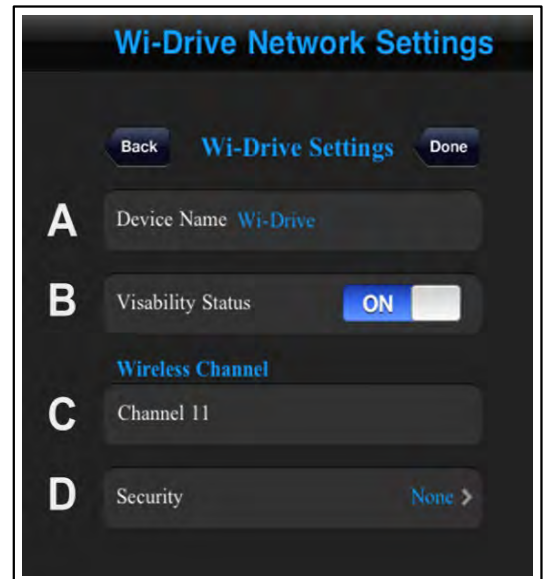 Wi-Drive Network Settings
Back Wi-Drive Settings Done
A Device Name Wi-Drive
B Visability Status ON
Wireless Channel
C Channel 11
D Security None >